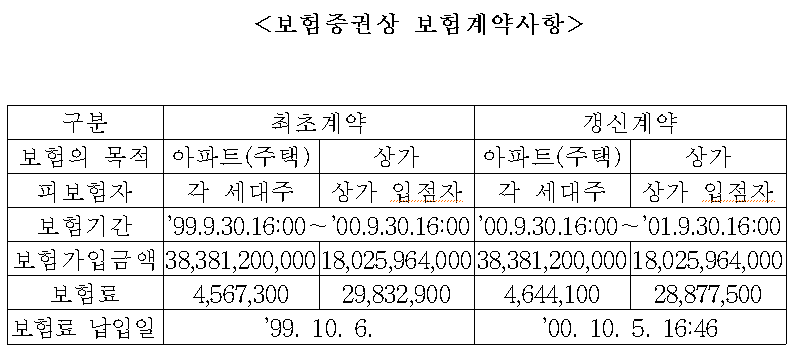 <보험증권상 보험계약사항>
구분 최초계약 갱신계약
보험의 목적 아파트(주택) 상가 아파트(주택) 상가
피보험자 각 세대주 상가 입점자 각 세대주 상가 입점자
보험기간 '99.9.30.16:00~'00.9.30.16:00 '00.9.30.16:00~'01.9.30.16:00
보험가입금액 38,381,200,000 18,025,964,000 38,381,200,000 18,025,964,000
보험료 4,567,300 29,832,900 4,644,100 28,877,500
보험료 납입일 '99. 10. 6. '00. 10. 5. 16:46